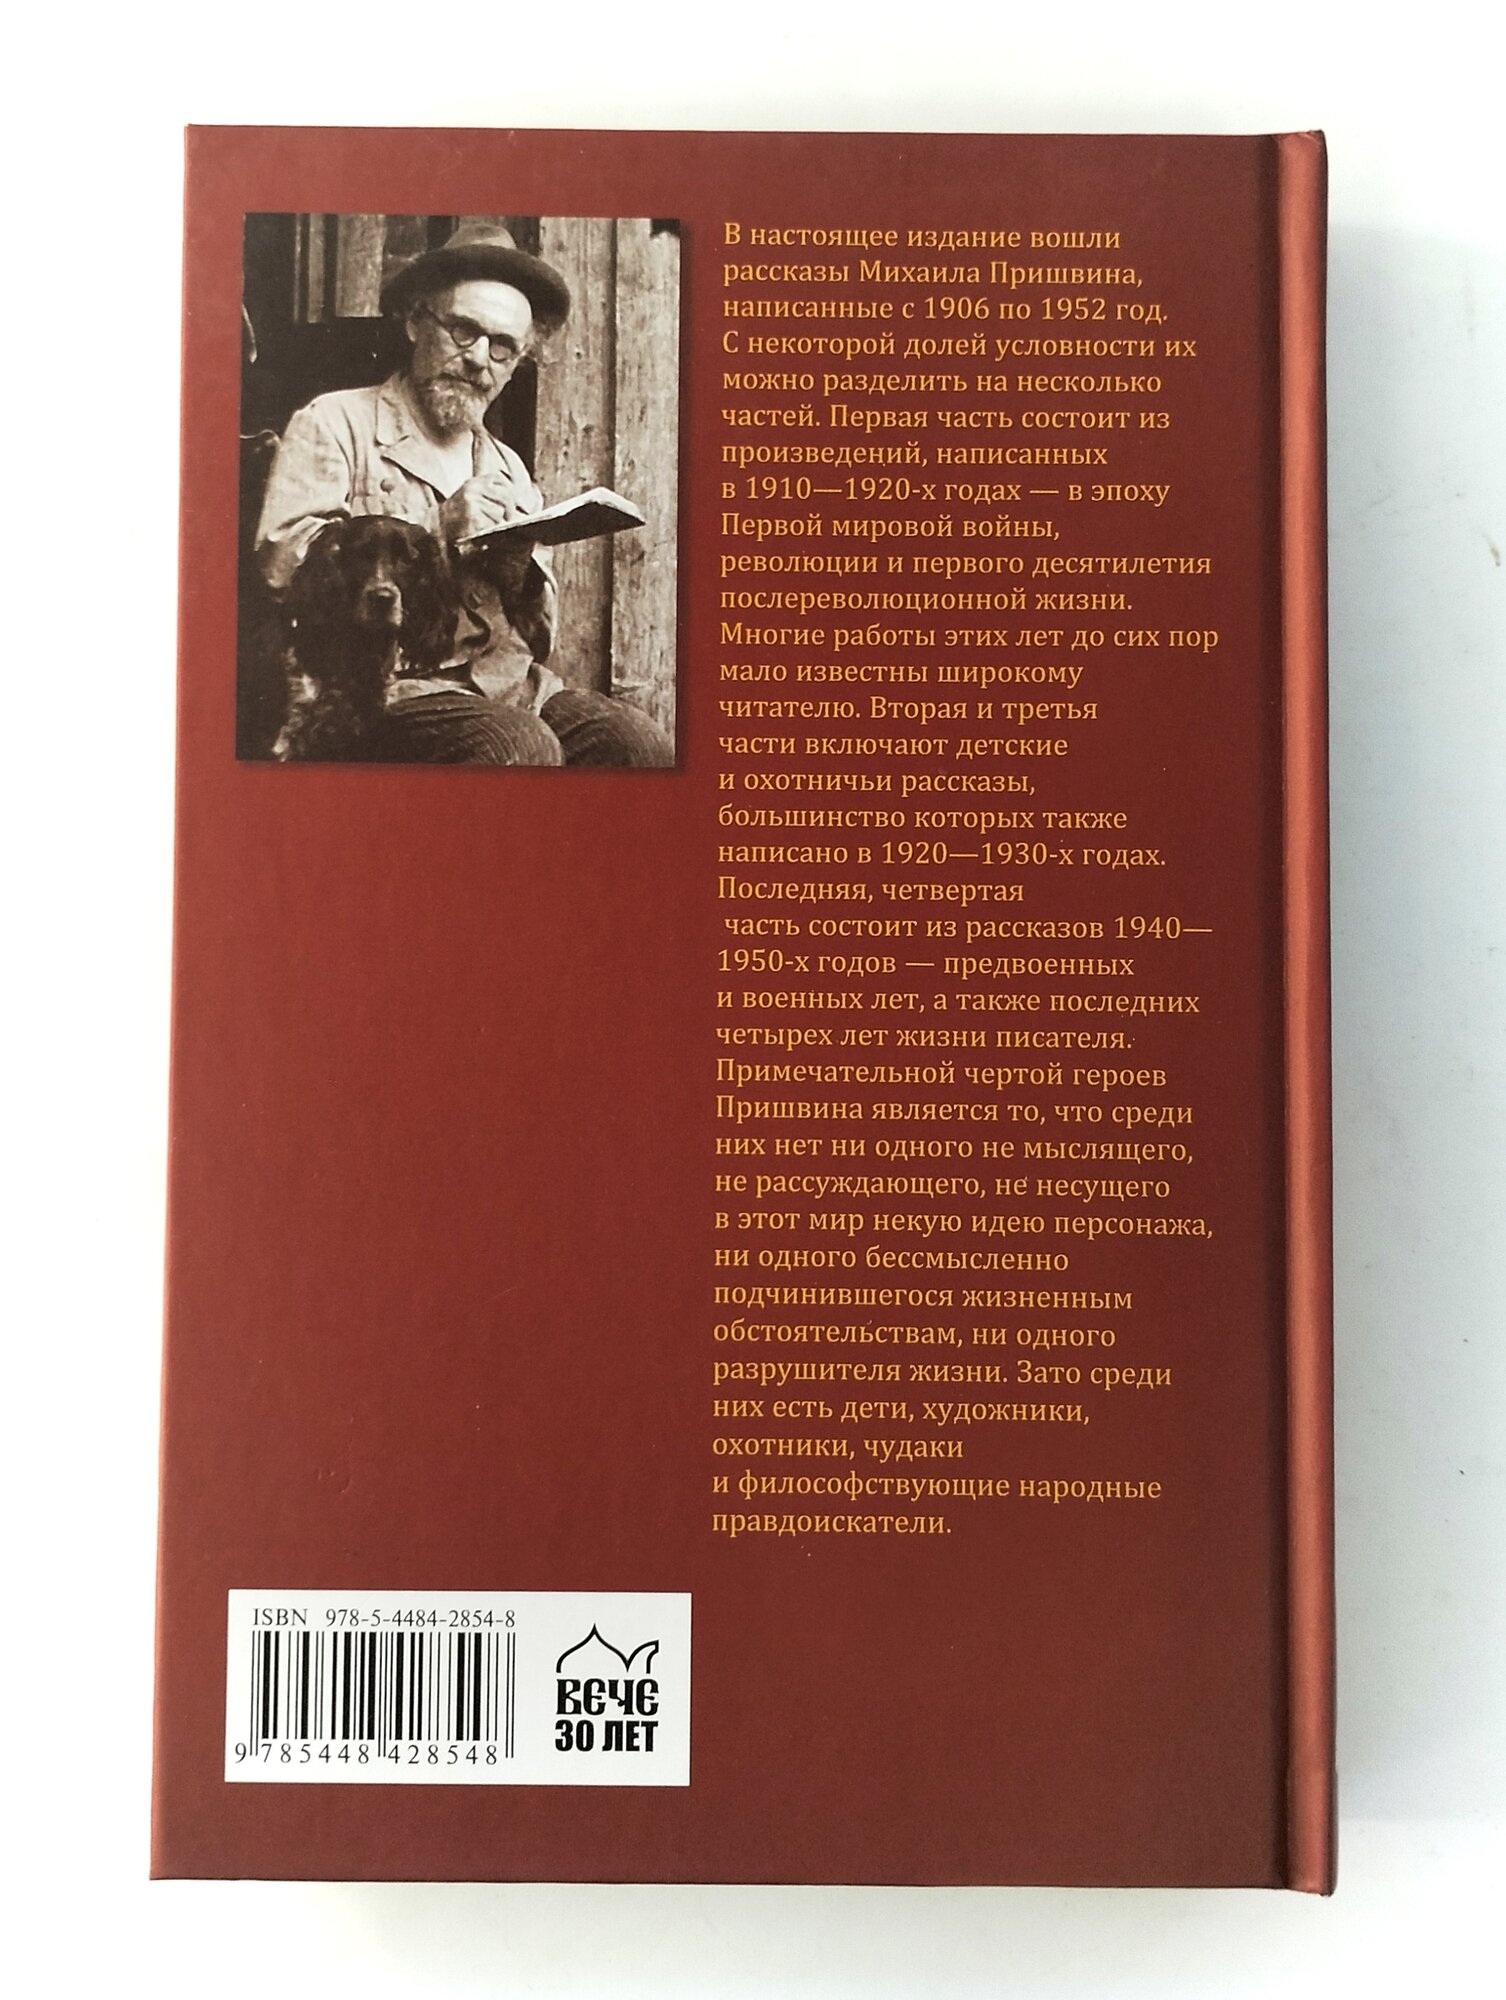 В настоящее издание вошли
рассказы Михаила Пришвина,
написанные с 1906 по 1952 год.
С некоторой долей условности их
можно разделить на несколько
частей. Первая часть состоит из
произведений, написанных
в 1910—1920-х годах — в эпоху
Первой мировой войны,
революции и первого десятилетия
послереволюционной жизни.
Многие работы этих лет до сих пор
мало известны широкому
читателю. Вторая и третья
части включают детские
и охотничьи рассказы,
большинство которых также
написано в 1920—1930-х годах.
Последняя, четвертая
часть состоит из рассказов 1940—
1950-х годов — предвоенных
и военных лет, а также последних
четырех лет жизни писателя.
Примечательной чертой героев
Пришвина является то, что среди
них нет ни одного не мыслящего,
не рассуждающего, не несущего
в этот мир некую идею персонажа,
ни одного бессмысленно
подчинившегося жизненным
обстоятельствам, ни одного
разрушителя жизни. Зато среди
них есть дети, художники,
охотники, чудаки
и философствующие народные
правдоискатели.
ISBN 978-5-4484-2854-8
9 785448 428548
ВЕЧЕ
30 ЛЕТ